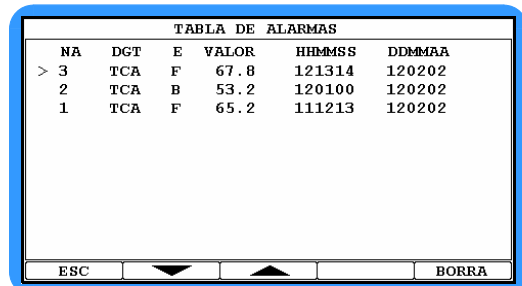 TABLA DE ALARMAS
NA DGT E VALOR HHMMSS DDMMAA
> 3 TCA F 67.8 121314 120202
2 TCA B 53.2 120100 120202
1 TCA F 65.2 111213 120202
ESC BORRA